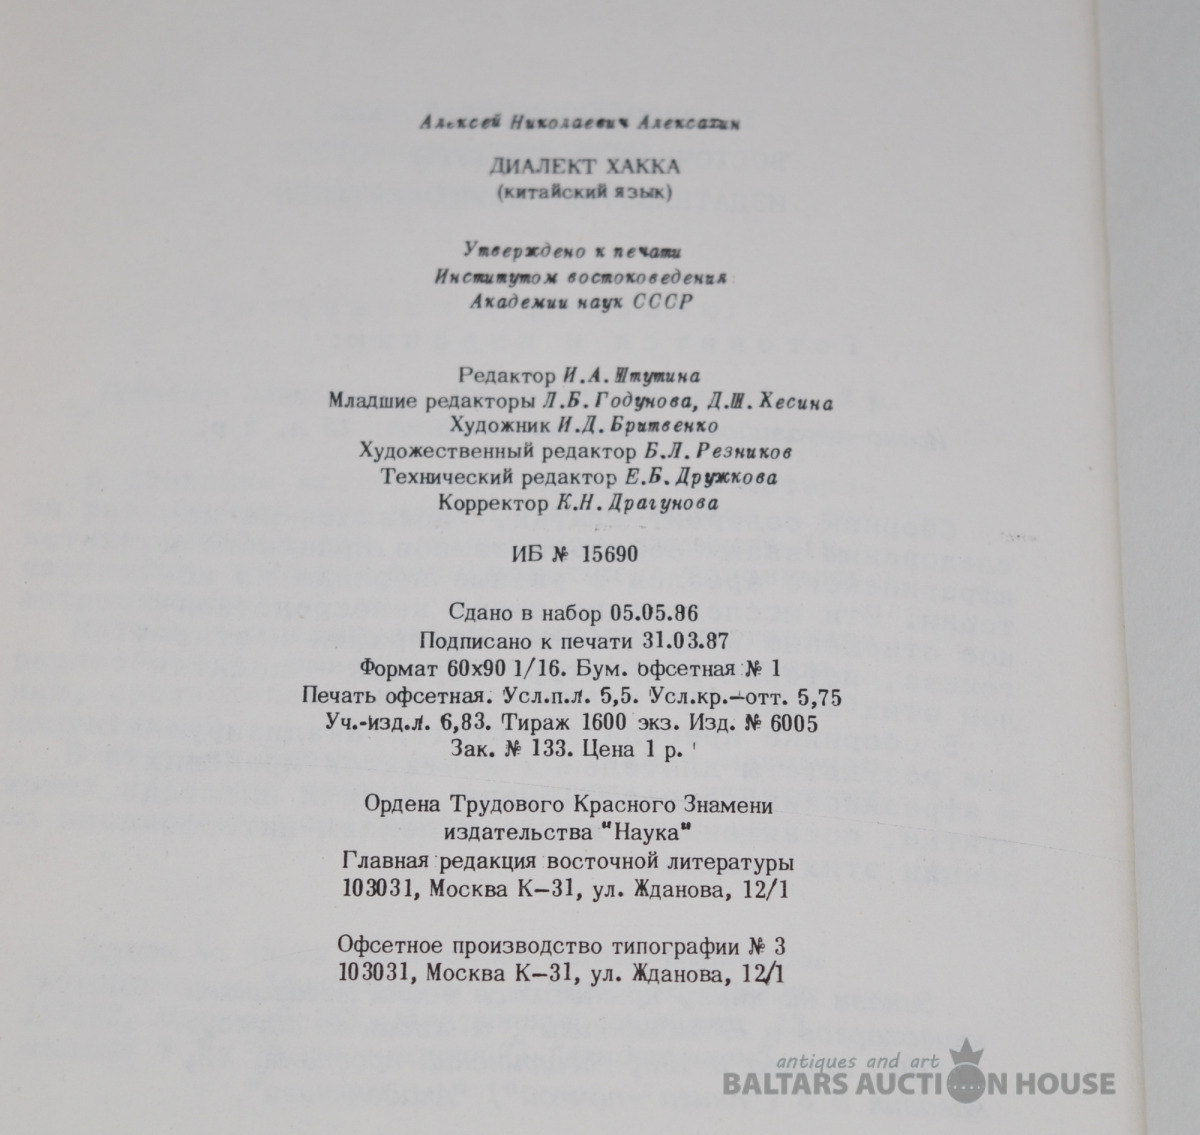 Алексей Николаевич Алексахин
ДИАЛЕКТ ХАККА
(китайский язык)
Утверждено к печати
Институтом востоковедения
Академии наук СССР
Редактор И.А. Штутина
Младшие редакторы Л.Б. Годунова, Д.Ш. Хесина
Художник И.Д. Бритвенко
Художественный редактор Б.Л. Резников
Технический редактор Е.Б. Дружкова
Корректор К.Н. Драгунова
ИБ № 15690
Сдано в набор 05.05.86
Подписано к печати 31.03.87
Формат 60х90 1/16. Бум. офсетная № 1
Печать офсетная. Усл.п.л. 5,5. Усл.кр.-отт. 5,75
Уч.-изд.л. 6,83. Тираж 1600 экз. Изд. № 6005
Зак. № 133. Цена 1 р.
Ордена Трудового Красного Знамени
издательства "Наука"
Главная редакция восточной литературы
103031, Москва К-31, ул. Жданова, 12/1
Офсетное производство типографии № 3
103031, Москва К-31, ул. Жданова, 12/1
antiques and art
BALTARS AUCTION HOUSE